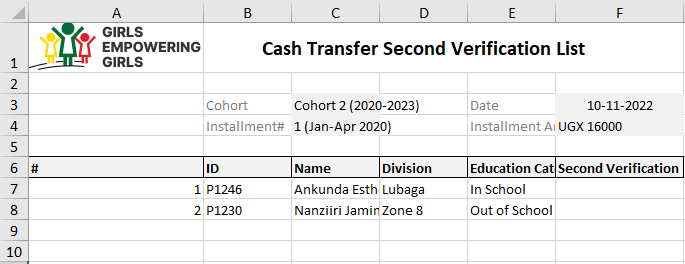 A B C D E F
1 GIRLS EMPOWERING GIRLS Cash Transfer Second Verification List
2
3 Cohort Cohort 2 (2020-2023) Date 10-11-2022
4 Installment# 1 (Jan-Apr 2020) Installment A UGX 16000
5
6 # ID Name Division Education Cat Second Verification
7 1 P1246 Ankunda Esth Lubaga In School
8 2 P1230 Nanziiri Jamin Zone 8 Out of School
9
10